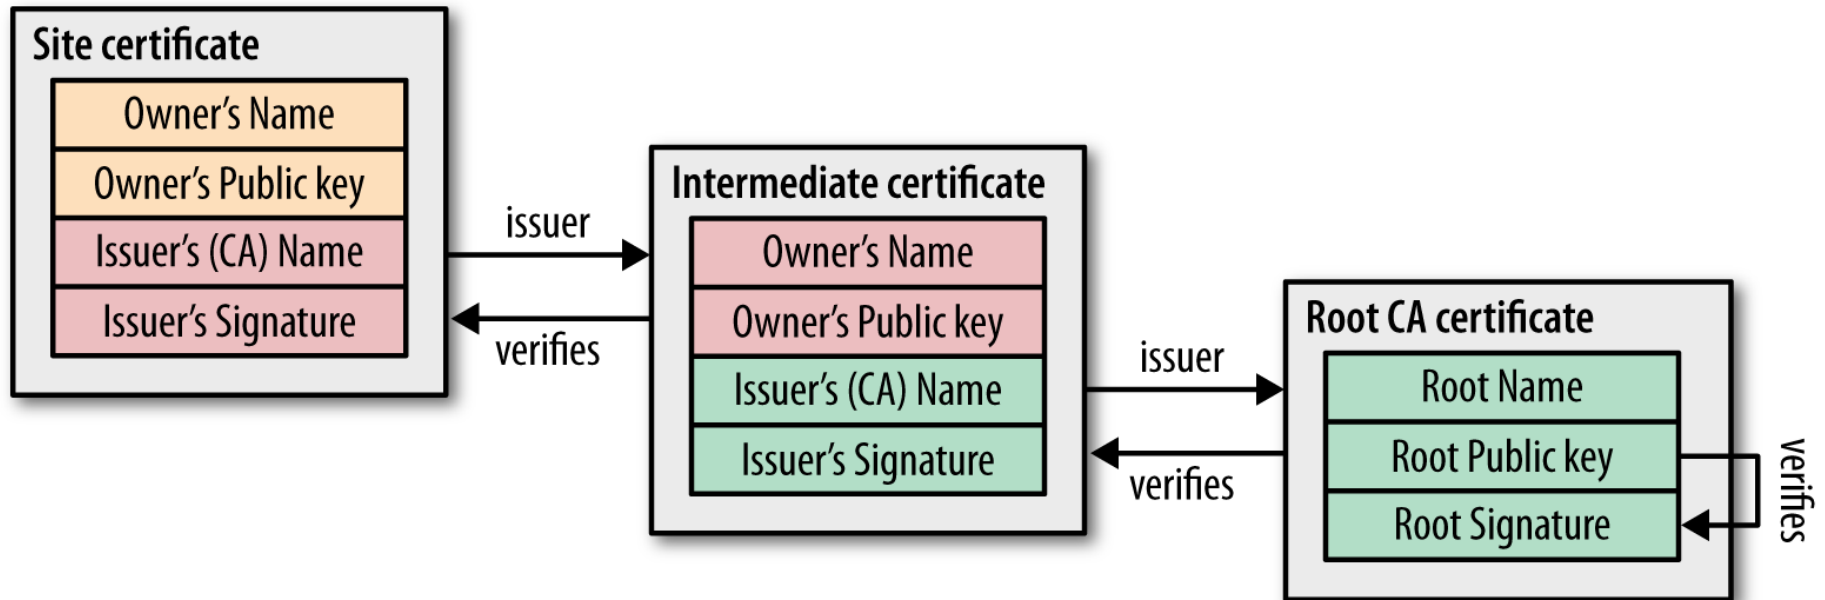 Site certificate
Owner’s Name
Owner’s Public key
Issuer’s (CA) Name
Issuer’s Signature
issuer
verifies
Intermediate certificate
Owner’s Name
Owner’s Public key
Issuer’s (CA) Name
Issuer’s Signature
issuer
verifies
Root CA certificate
Root Name
Root Public key
Root Signature
verifies